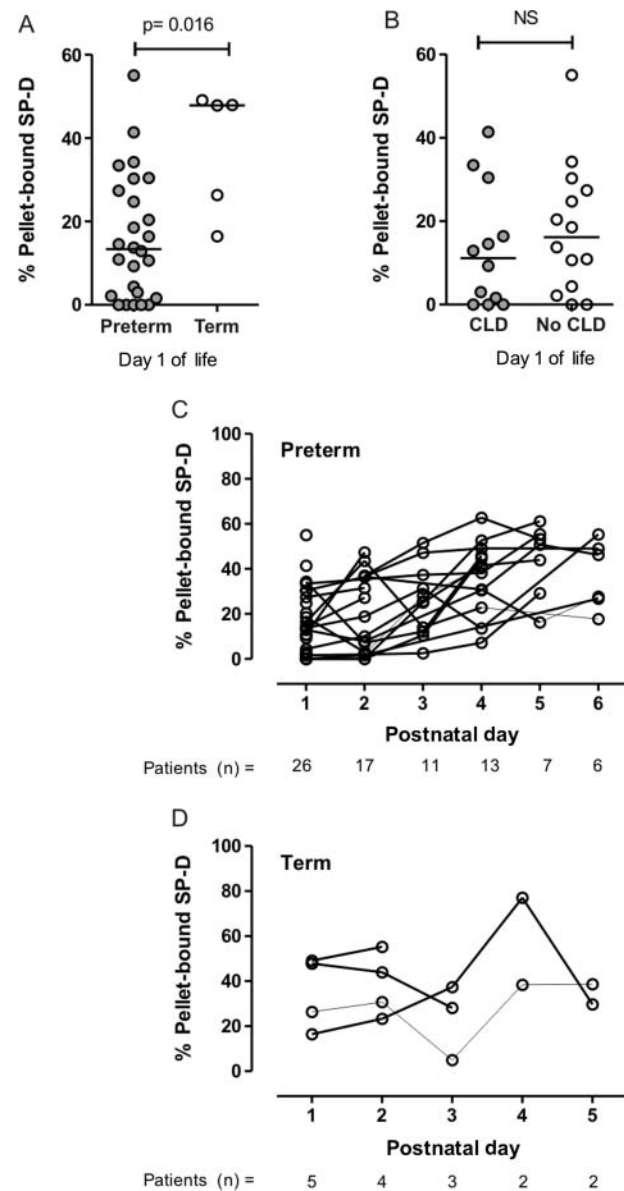 A
p= 0.016
% Pellet-bound SP-D
60
40
20
0
Preterm Term
Day 1 of life
B
NS
% Pellet-bound SP-D
60
40
20
0
CLD No CLD
Day 1 of life
C
Preterm
% Pellet-bound SP-D
100
80
60
40
20
0
1 2 3 4 5 6
Postnatal day
Patients (n) = 26 17 11 13 7 6
D
Term
% Pellet-bound SP-D
100
80
60
40
20
0
1 2 3 4 5
Postnatal day
Patients (n) = 5 4 3 2 2